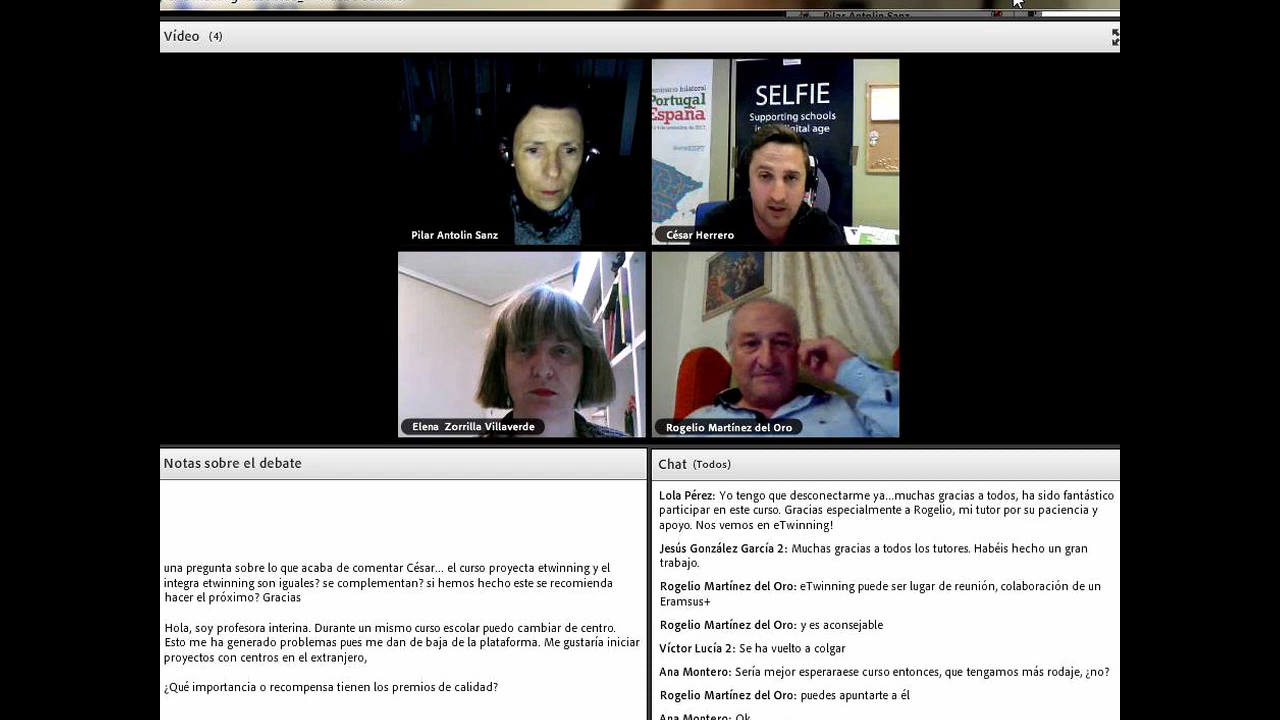 Pilar Antolin Sanz
Vídeo (4)
Portugal
España
SELFIE
Supporting schools
Pilar Antolin Sanz
César Herrero
Elena Zorrilla Villaverde
Rogelio Martínez del Oro
Notas sobre el debate
una pregunta sobre lo que acaba de comentar César... el curso proyecta etwinning y el
integra etwinning son iguales? se complementan? si hemos hecho este se recomienda
hacer el próximo? Gracias
Hola, soy profesora interina. Durante un mismo curso escolar puedo cambiar de centro.
Esto me ha generado problemas pues me dan de baja de la plataforma. Me gustaría iniciar
proyectos con centros en el extranjero,
¿Qué importancia o recompensa tienen los premios de calidad?
Chat (Todos)
Lola Pérez: Yo tengo que desconectarme ya...muchas gracias a todos, ha sido fantástico
participar en este curso. Gracias especialmente a Rogelio, mi tutor por su paciencia y
apoyo. Nos vemos en eTwinning!
Jesús González García 2: Muchas gracias a todos los tutores. Habéis hecho un gran
trabajo.
Rogelio Martínez del Oro: eTwinning puede ser lugar de reunión, colaboración de un
Eramsus+
Rogelio Martínez del Oro: y es aconsejable
Víctor Lucía 2: Se ha vuelto a colgar
Ana Montero: Sería mejor esperaraese curso entonces, que tengamos más rodaje, ¿no?
Rogelio Martínez del Oro: puedes apuntarte a él
Ana Montero: Ok